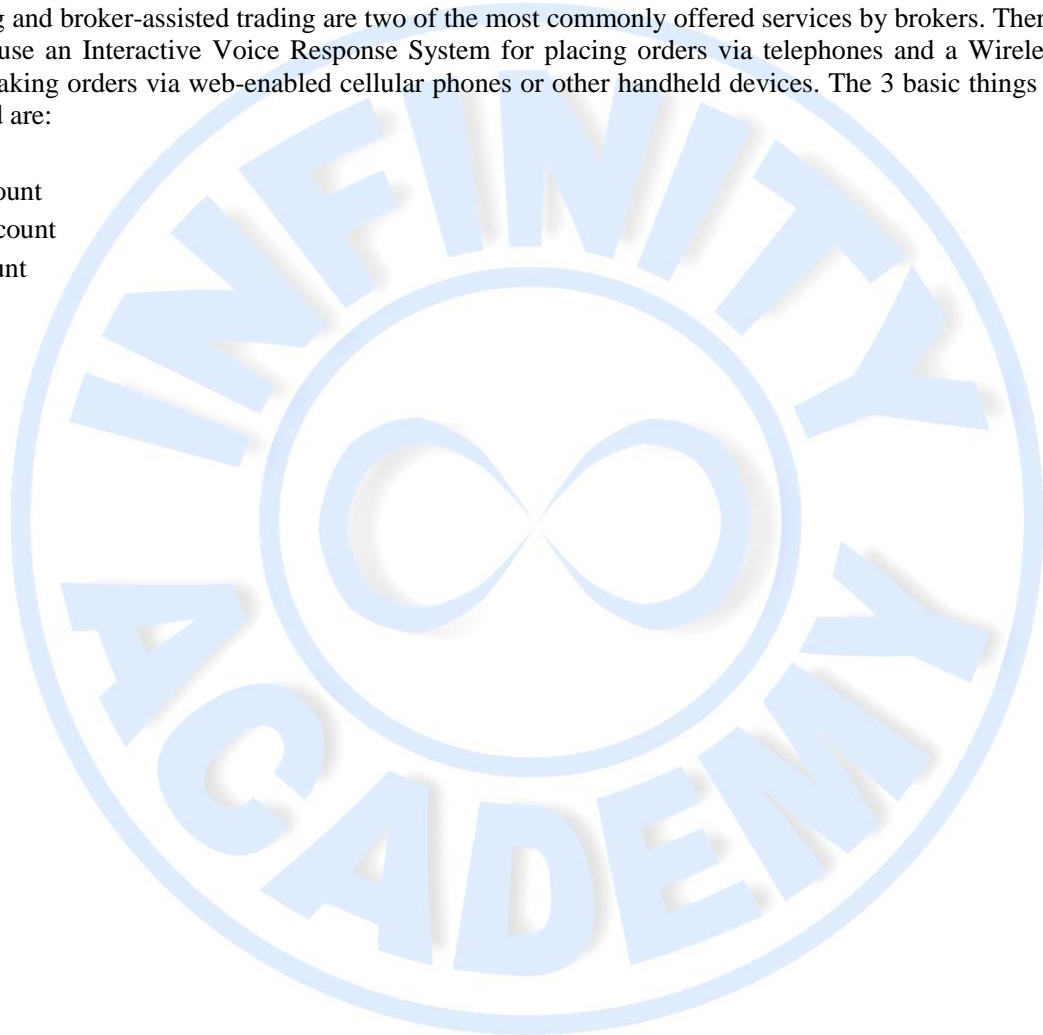 g and broker-assisted trading are two of the most commonly offered services by brokers. Ther
use an Interactive Voice Response System for placing orders via telephones and a Wirele
aking orders via web-enabled cellular phones or other handheld devices. The 3 basic things
d are:
ount
count
unt
INFINITY
ACADEMY